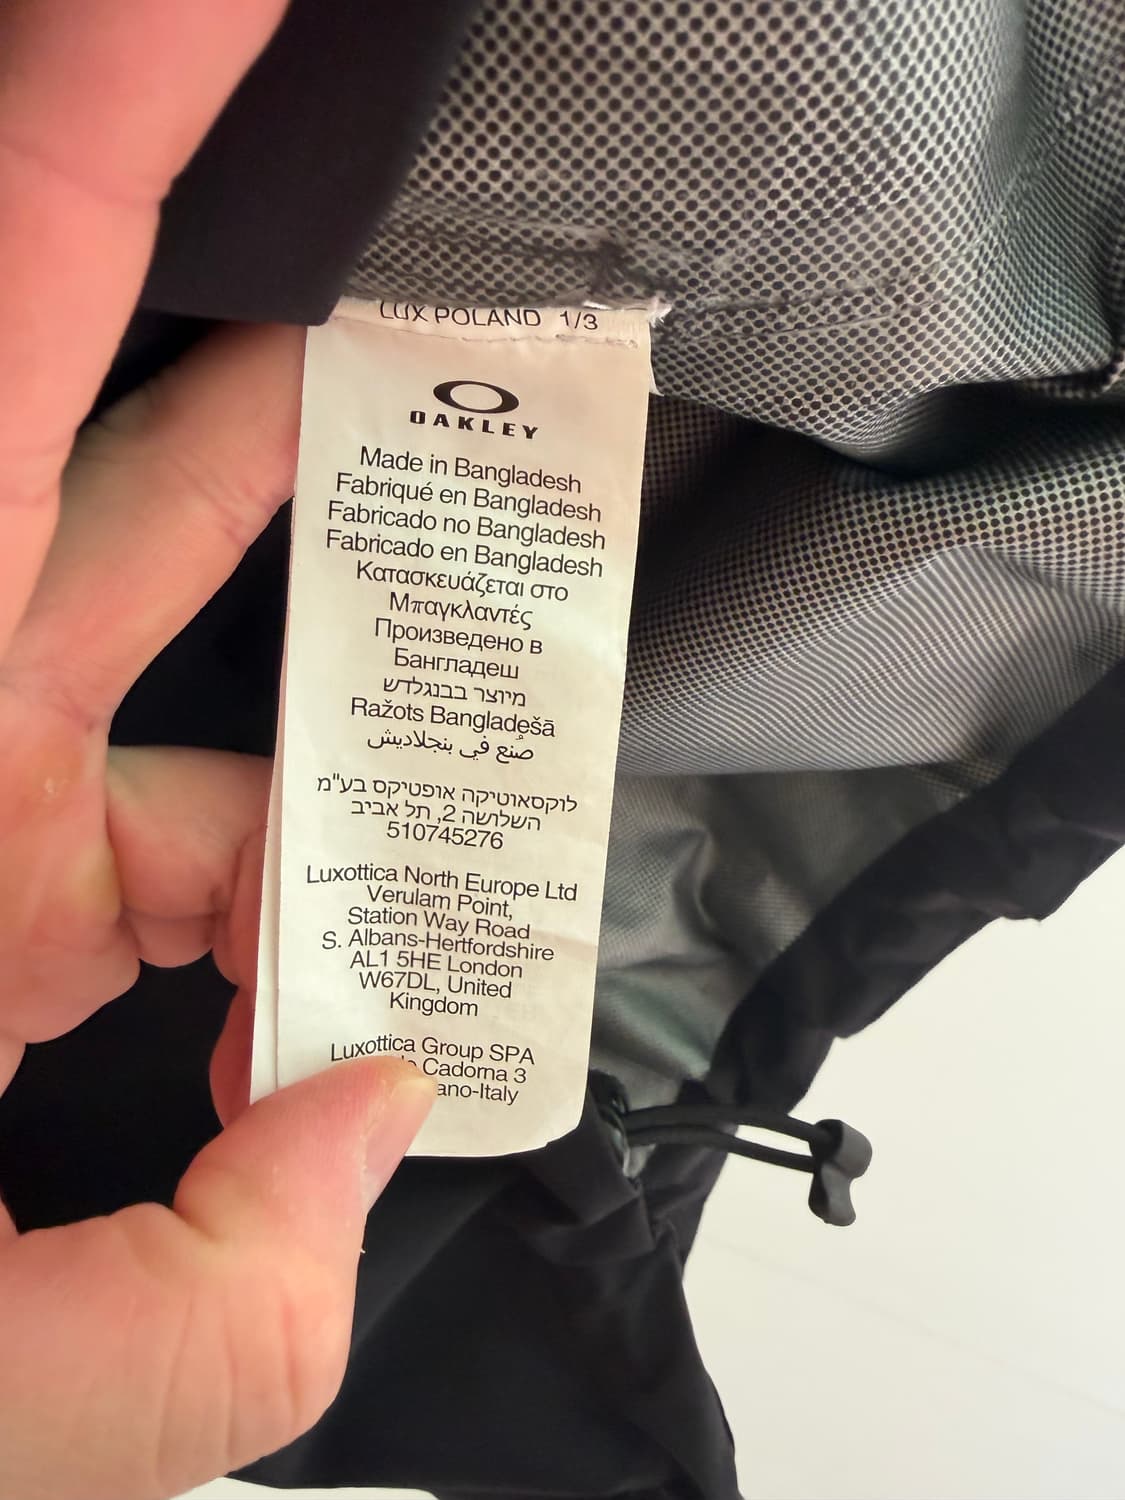 LUX POLAND 1/3
OAKLEY
Made in Bangladesh
Fabriqué en Bangladesh
Fabricado no Bangladesh
Fabricado en Bangladesh
Κατασκευάζεται στο
Μπαγκλαντές
Произведено в
Бангладеш
מיוצר בבנגלדש
Ražots Bangladešā
صُنع في بنجلاديش
לוקסאוטיקה אופטיקס בע"מ
השלושה 2, תל אביב
510745276
Luxottica North Europe Ltd
Verulam Point,
Station Way Road
S. Albans-Hertfordshire
AL1 5HE London
W67DL, United
Kingdom
Luxottica Group SPA
Cadorna 3
ano-Italy